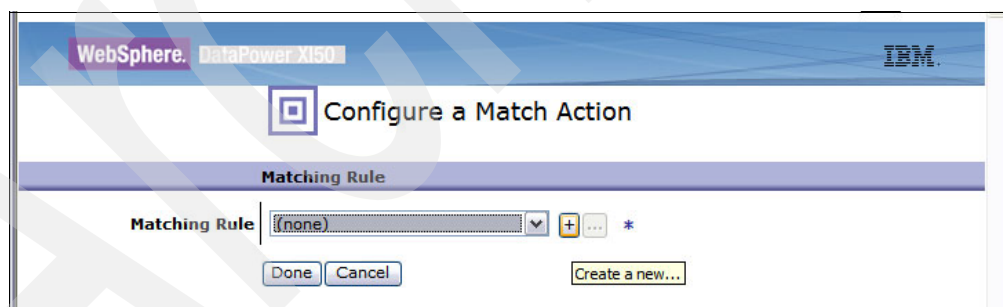 WebSphere. DataPower XI50 IBM.
Configure a Match Action
Matching Rule
Matching Rule (none) + ... *
Done Cancel Create a new...